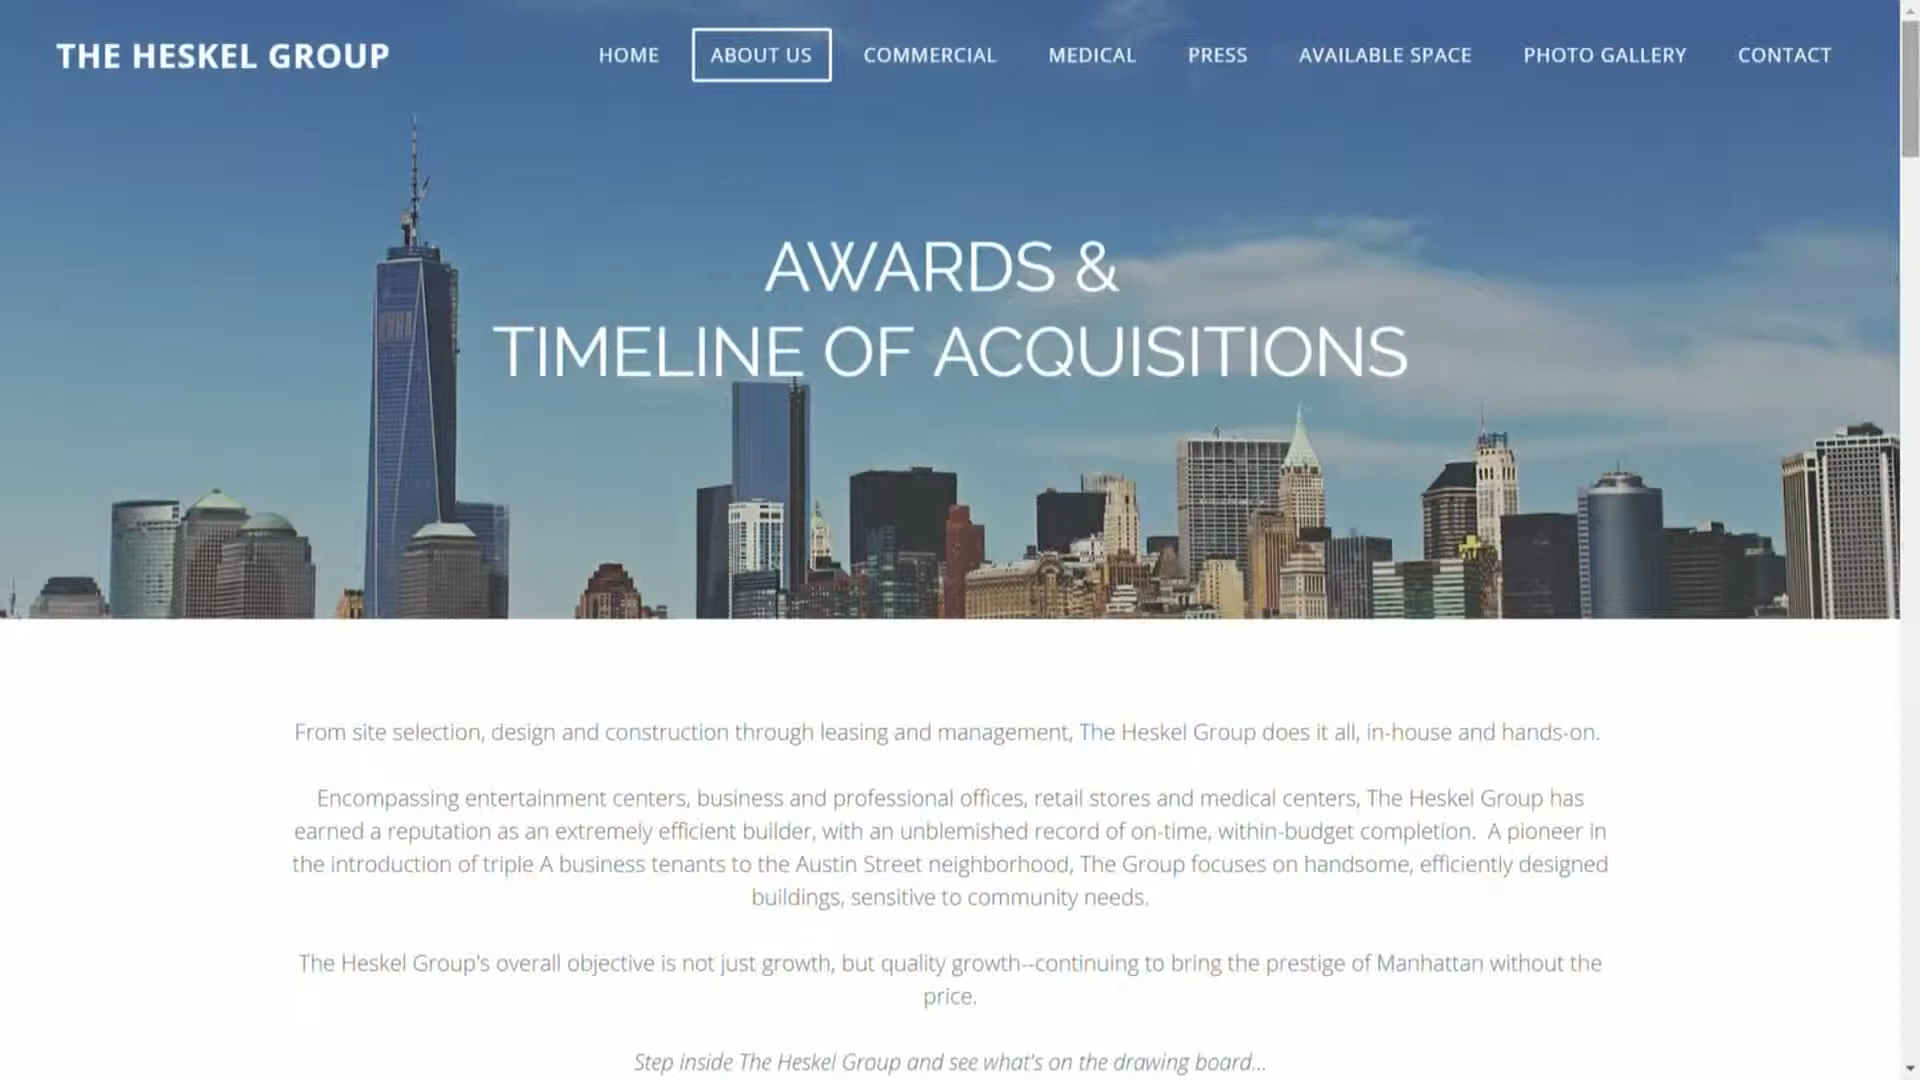 THE HESKEL GROUP
HOME ABOUT US COMMERCIAL MEDICAL PRESS AVAILABLE SPACE PHOTO GALLERY CONTACT
AWARDS &
TIMELINE OF ACQUISITIONS
From site selection, design and construction through leasing and management, The Heskel Group does it all, in-house and hands-on.
Encompassing entertainment centers, business and professional offices, retail stores and medical centers, The Heskel Group has
earned a reputation as an extremely efficient builder, with an unblemished record of on-time, within-budget completion. A pioneer in
the introduction of triple A business tenants to the Austin Street neighborhood, The Group focuses on handsome, efficiently designed
buildings, sensitive to community needs.
The Heskel Group's overall objective is not just growth, but quality growth--continuing to bring the prestige of Manhattan without the
price.
Step inside The Heskel Group and see what's on the drawing board...